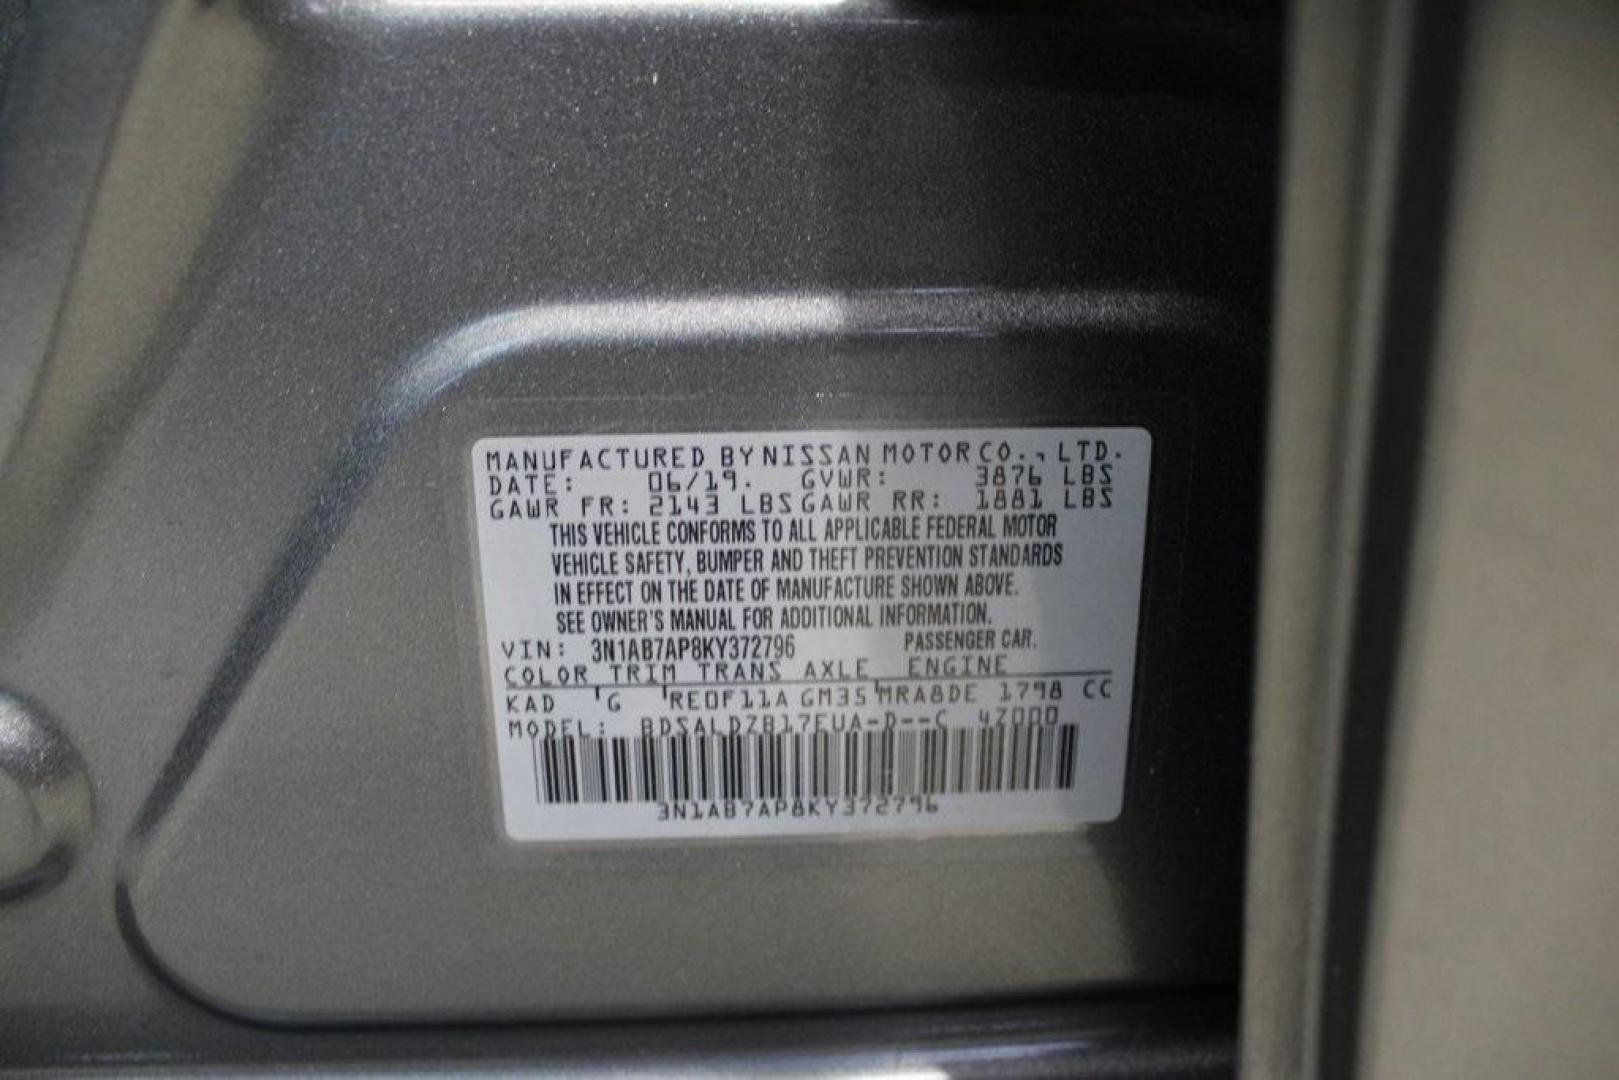 MANUFACTURED BY NISSAN MOTOR CO., LTD.
DATE: 06/19. GVWR: 3876 LBS
GAWR FR: 2143 LBS GAWR RR: 1881 LBS
THIS VEHICLE CONFORMS TO ALL APPLICABLE FEDERAL MOTOR
VEHICLE SAFETY, BUMPER AND THEFT PREVENTION STANDARDS
IN EFFECT ON THE DATE OF MANUFACTURE SHOWN ABOVE.
SEE OWNER'S MANUAL FOR ADDITIONAL INFORMATION.
VIN: 3N1AB7AP8KY372796 PASSENGER CAR.
COLOR TRIM TRANS AXLE ENGINE
KAD G RE0F11A GM35 MRA8DE 1798 CC
MODEL: BDSALDZB17EUA-D--C 4Z000
3N1AB7AP8KY372796